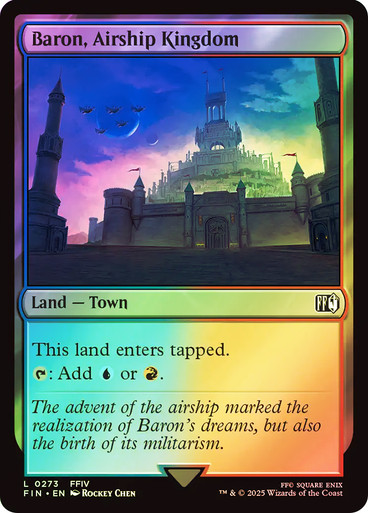 Baron, Airship Kingdom
Land — Town
This land enters tapped.
: Add or .
The advent of the airship marked the
realization of Baron's dreams, but also
the birth of its militarism.
L 0273 FFIV
FIN • EN Rockey Chen
FF© SQUARE ENIX
™ & © 2025 Wizards of the Coast